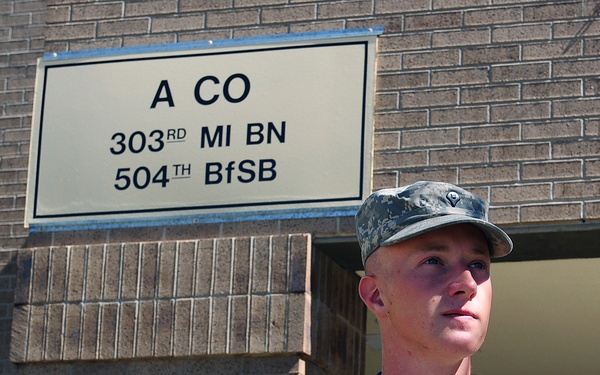 A CO
303RD MI BN
504TH BfSB